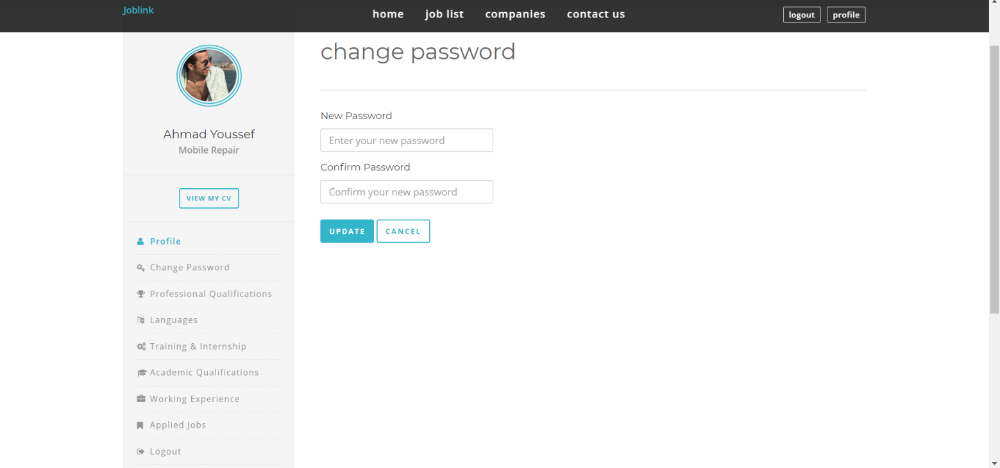 Joblink
home job list companies contact us
logout profile
Ahmad Youssef
Mobile Repair
VIEW MY CV
Profile
Change Password
Professional Qualifications
Languages
Training & Internship
Academic Qualifications
Working Experience
Applied Jobs
Logout
change password
New Password
Enter your new password
Confirm Password
Confirm your new password
UPDATE CANCEL